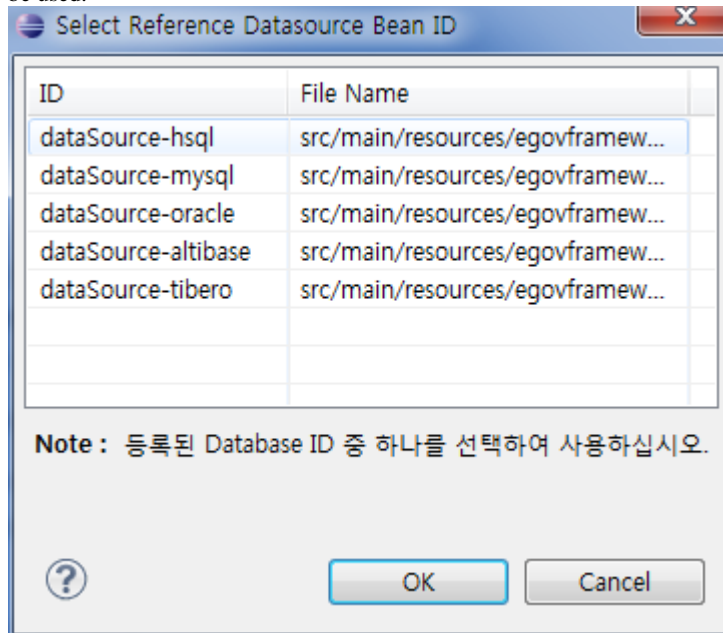 be used.
Select Reference Datasource Bean ID
ID File Name
dataSource-hsql src/main/resources/egovframew...
dataSource-mysql src/main/resources/egovframew...
dataSource-oracle src/main/resources/egovframew...
dataSource-altibase src/main/resources/egovframew...
dataSource-tibero src/main/resources/egovframew...
Note : 등록된 Database ID 중 하나를 선택하여 사용하십시오.
OK Cancel